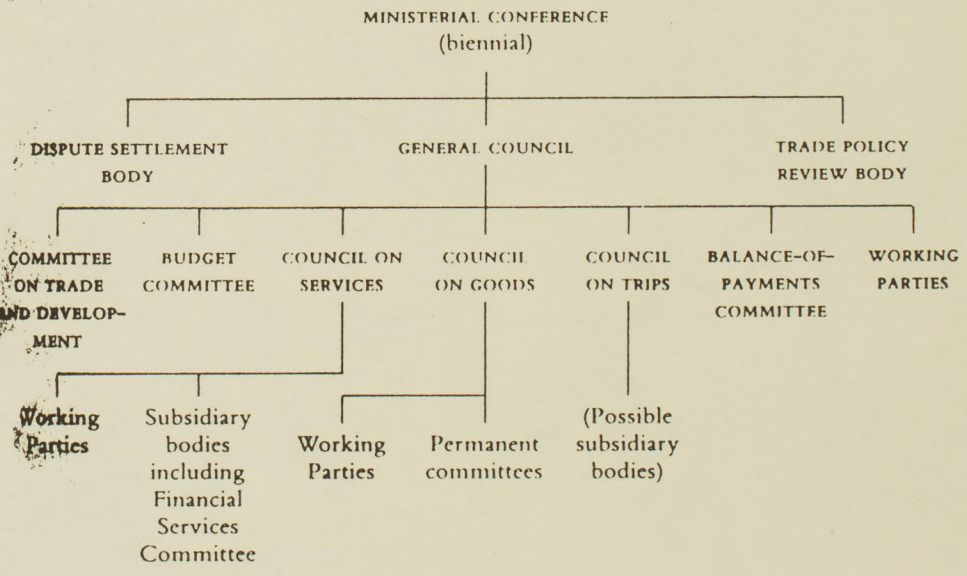 MINISTERIAL CONFERENCE
(biennial)
DISPUTE SETTLEMENT
BODY
GENERAL COUNCIL
TRADE POLICY
REVIEW BODY
COMMITTEE
ON TRADE
AND DEVELOP-
MENT
BUDGET
COMMITTEE
COUNCIL ON
SERVICES
COUNCIL
ON GOODS
COUNCIL
ON TRIPS
BALANCE-OF-
PAYMENTS
COMMITTEE
WORKING
PARTIES
Working
Parties
Subsidiary
bodies
including
Financial
Services
Committee
Working
Parties
Permanent
committees
(Possible
subsidiary
bodies)